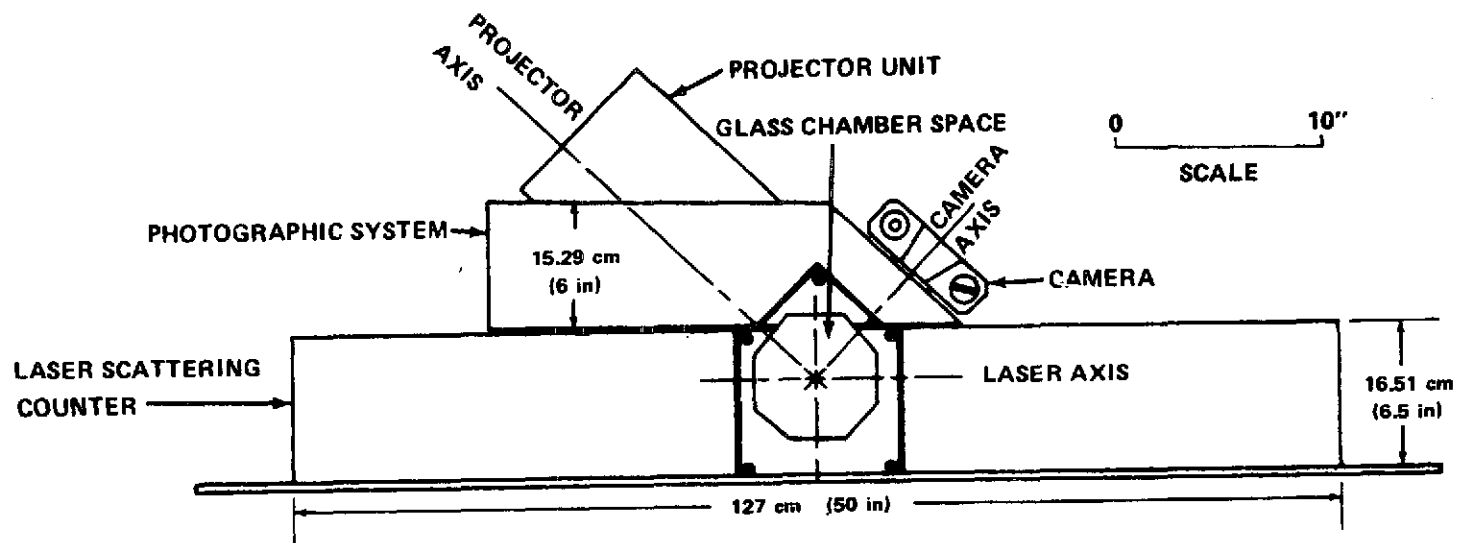 PROJECTOR
AXIS
PROJECTOR UNIT
GLASS CHAMBER SPACE
0 10"
SCALE
CAMERA
AXIS
PHOTOGRAPHIC SYSTEM
15.29 cm
(6 in)
CAMERA
LASER SCATTERING
COUNTER
LASER AXIS
16.51 cm
(6.5 in)
127 cm (50 in)